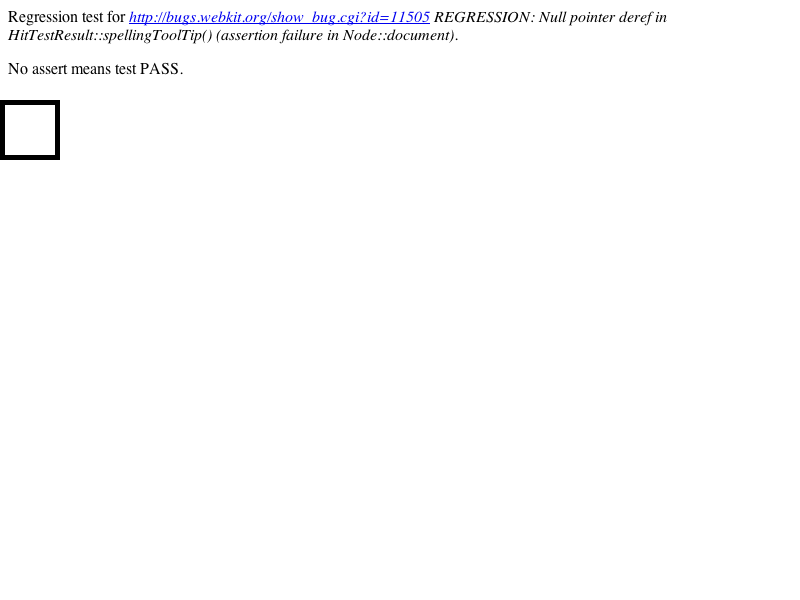 Regression test for http://bugs.webkit.org/show_bug.cgi?id=11505 REGRESSION: Null pointer deref in
HitTestResult::spellingToolTip() (assertion failure in Node::document).
No assert means test PASS.